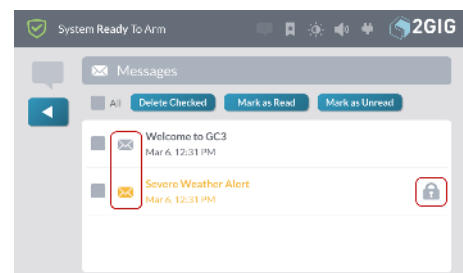 System Ready To Arm
2GIG
Messages
All Delete Checked Mark as Read Mark as Unread
Welcome to GC3
Mar 6, 12:31 PM
Severe Weather Alert
Mar 6, 12:31 PM